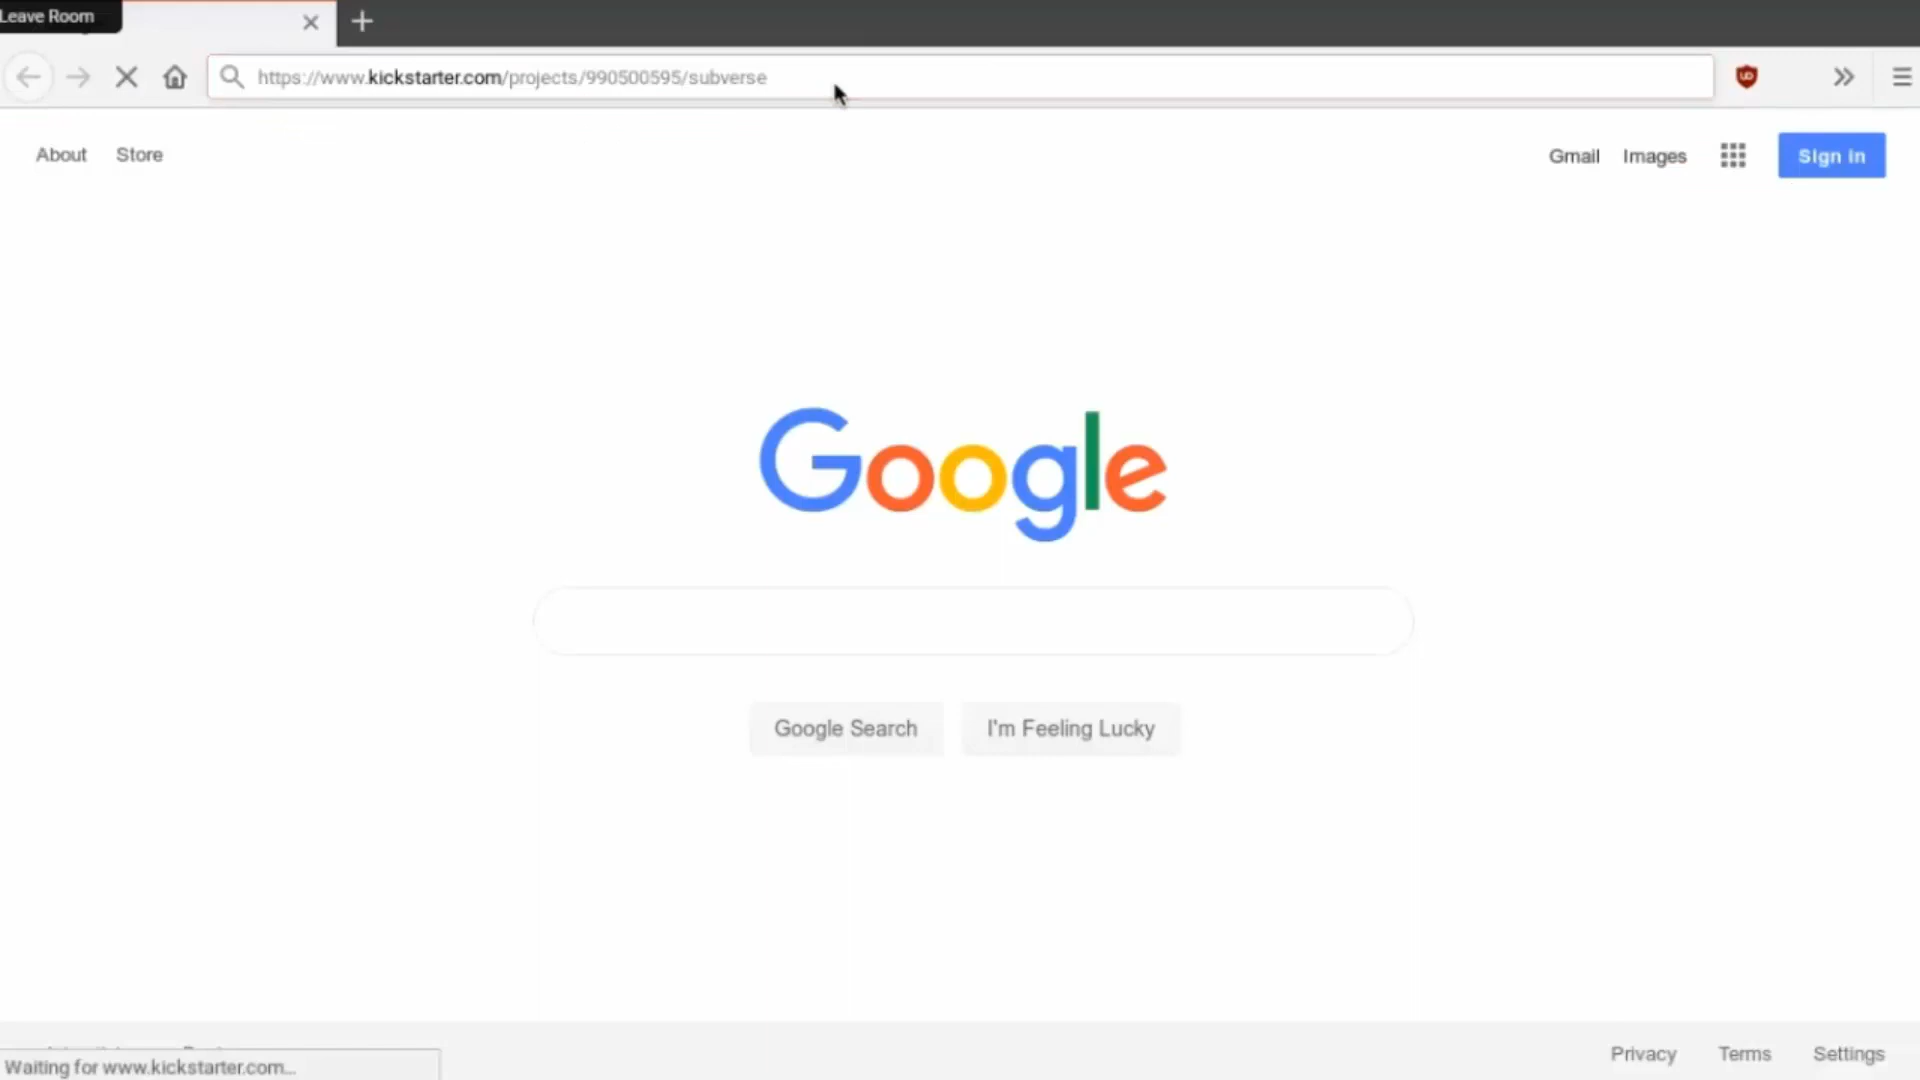 Leave Room
https://www.kickstarter.com/projects/990500595/subverse
About Store
Gmail Images Sign in
Google
Google Search I'm Feeling Lucky
Privacy Terms Settings
Waiting for www.kickstarter.com...